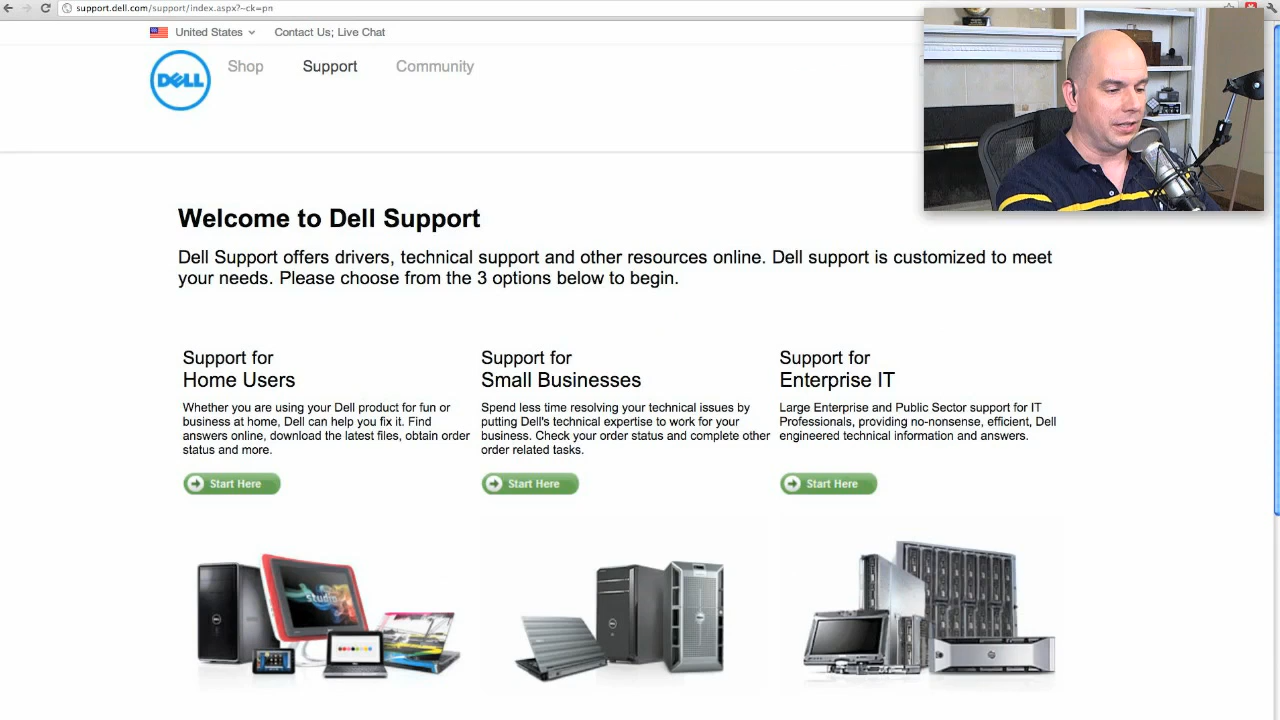 support.dell.com/support/index.aspx?~ck=pn
United States
Contact Us; Live Chat
DELL
Shop
Support
Community
Welcome to Dell Support
Dell Support offers drivers, technical support and other resources online. Dell support is customized to meet
your needs. Please choose from the 3 options below to begin.
Support for
Home Users
Whether you are using your Dell product for fun or
business at home, Dell can help you fix it. Find
answers online, download the latest files, obtain order
status and more.
Start Here
Support for
Small Businesses
Spend less time resolving your technical issues by
putting Dell's technical expertise to work for your
business. Check your order status and complete other
order related tasks.
Start Here
Support for
Enterprise IT
Large Enterprise and Public Sector support for IT
Professionals, providing no-nonsense, efficient, Dell
engineered technical information and answers.
Start Here
studio